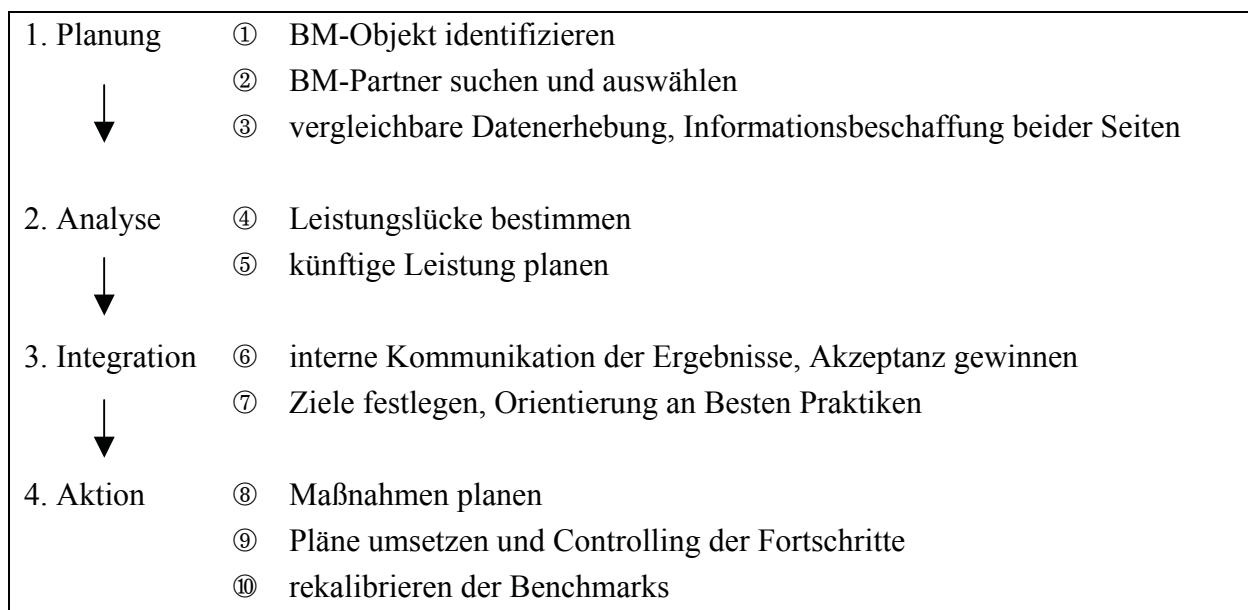 1. Planung ① BM-Objekt identifizieren
② BM-Partner suchen und auswählen
③ vergleichbare Datenerhebung, Informationsbeschaffung beider Seiten
2. Analyse ④ Leistungslücke bestimmen
⑤ künftige Leistung planen
3. Integration ⑥ interne Kommunikation der Ergebnisse, Akzeptanz gewinnen
⑦ Ziele festlegen, Orientierung an Besten Praktiken
4. Aktion ⑧ Maßnahmen planen
⑨ Pläne umsetzen und Controlling der Fortschritte
⑩ rekalibrieren der Benchmarks